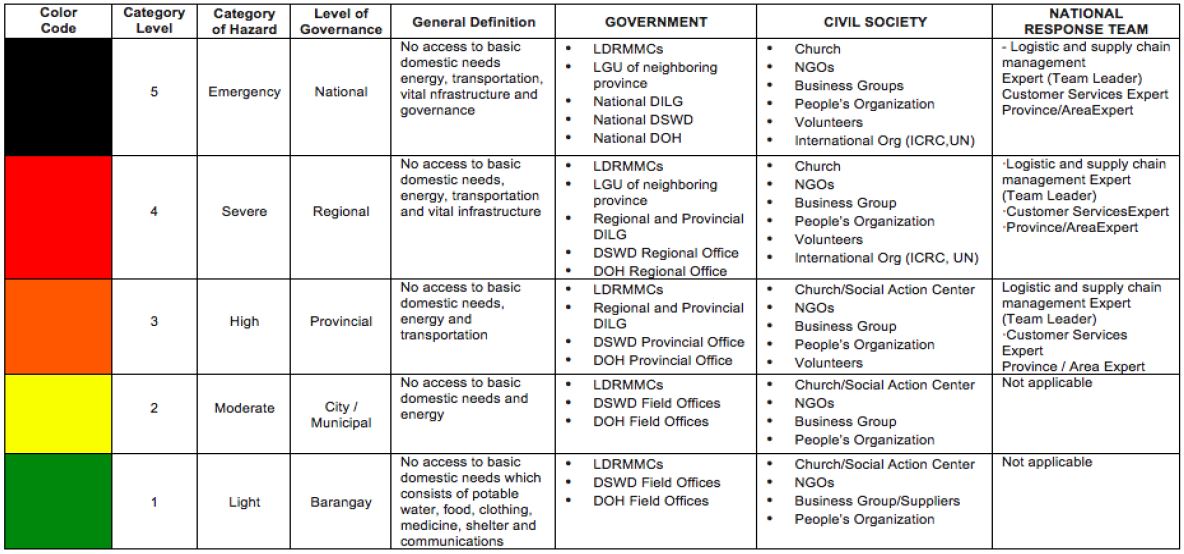 Color Code
Category Level
Category of Hazard
Level of Governance
General Definition
GOVERNMENT
CIVIL SOCIETY
NATIONAL RESPONSE TEAM
5
Emergency
National
No access to basic
domestic needs
energy, transportation,
vital nfrastructure and
governance
• LDRMMCs
• LGU of neighboring
province
• National DILG
• National DSWD
• National DOH
• Church
• NGOs
• Business Groups
• People's Organization
• Volunteers
• International Org (ICRC,UN)
- Logistic and supply chain
management
Expert (Team Leader)
Customer Services Expert
Province/AreaExpert
4
Severe
Regional
No access to basic
domestic needs,
energy, transportation
and vital infrastructure
• LDRMMCs
• LGU of neighboring
province
• Regional and Provincial
DILG
• DSWD Regional Office
• DOH Regional Office
• Church
• NGOs
• Business Group
• People's Organization
• Volunteers
• International Org (ICRC, UN)
·Logistic and supply chain
management Expert
(Team Leader)
·Customer ServicesExpert
·Province/AreaExpert
3
High
Provincial
No access to basic
domestic needs,
energy and
transportation
• LDRMMCs
• Regional and Provincial
DILG
• DSWD Provincial Office
• DOH Provincial Office
• Church/Social Action Center
• NGOs
• Business Group
• People's Organization
• Volunteers
Logistic and supply chain
management Expert
(Team Leader)
·Customer Services
Expert
Province / Area Expert
2
Moderate
City /
Municipal
No access to basic
domestic needs and
energy
• LDRMMCs
• DSWD Field Offices
• DOH Field Offices
• Church/Social Action Center
• NGOs
• Business Group
• People's Organization
Not applicable
1
Light
Barangay
No access to basic
domestic needs which
consists of potable
water, food, clothing,
medicine, shelter and
communications
• LDRMMCs
• DSWD Field Offices
• DOH Field Offices
• Church/Social Action Center
• NGOs
• Business Group/Suppliers
• People's Organization
Not applicable